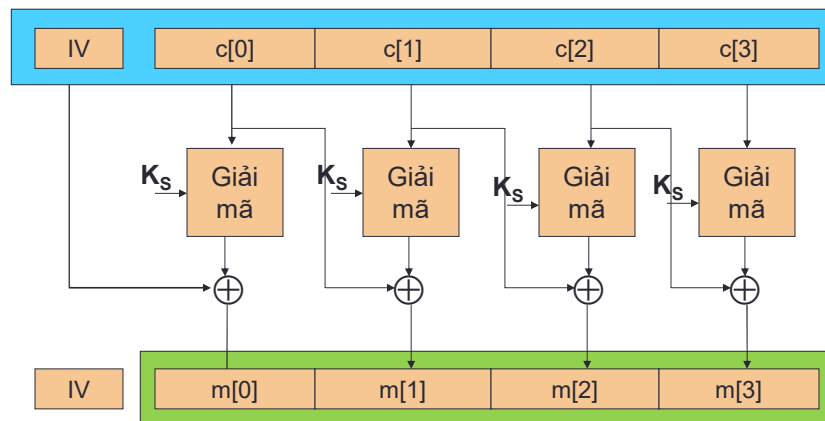 IV c[0] c[1] c[2] c[3]
Kₛ Giải mã Kₛ Giải mã Kₛ Giải mã Kₛ Giải mã
IV m[0] m[1] m[2] m[3]